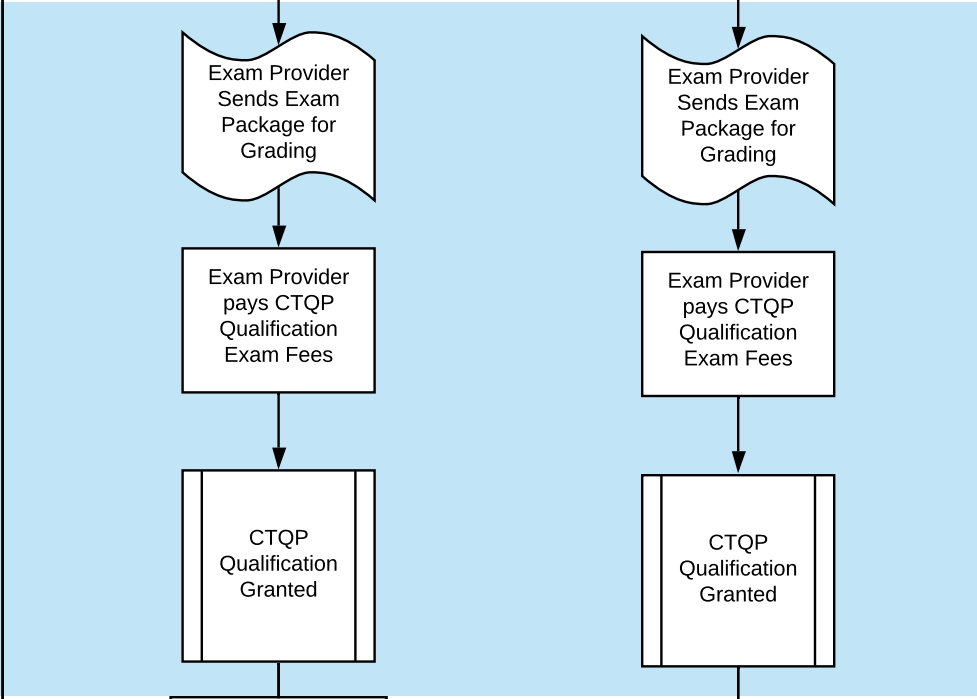 Exam Provider
Sends Exam
Package for
Grading
Exam Provider
pays CTQP
Qualification
Exam Fees
CTQP
Qualification
Granted
Exam Provider
Sends Exam
Package for
Grading
Exam Provider
pays CTQP
Qualification
Exam Fees
CTQP
Qualification
Granted